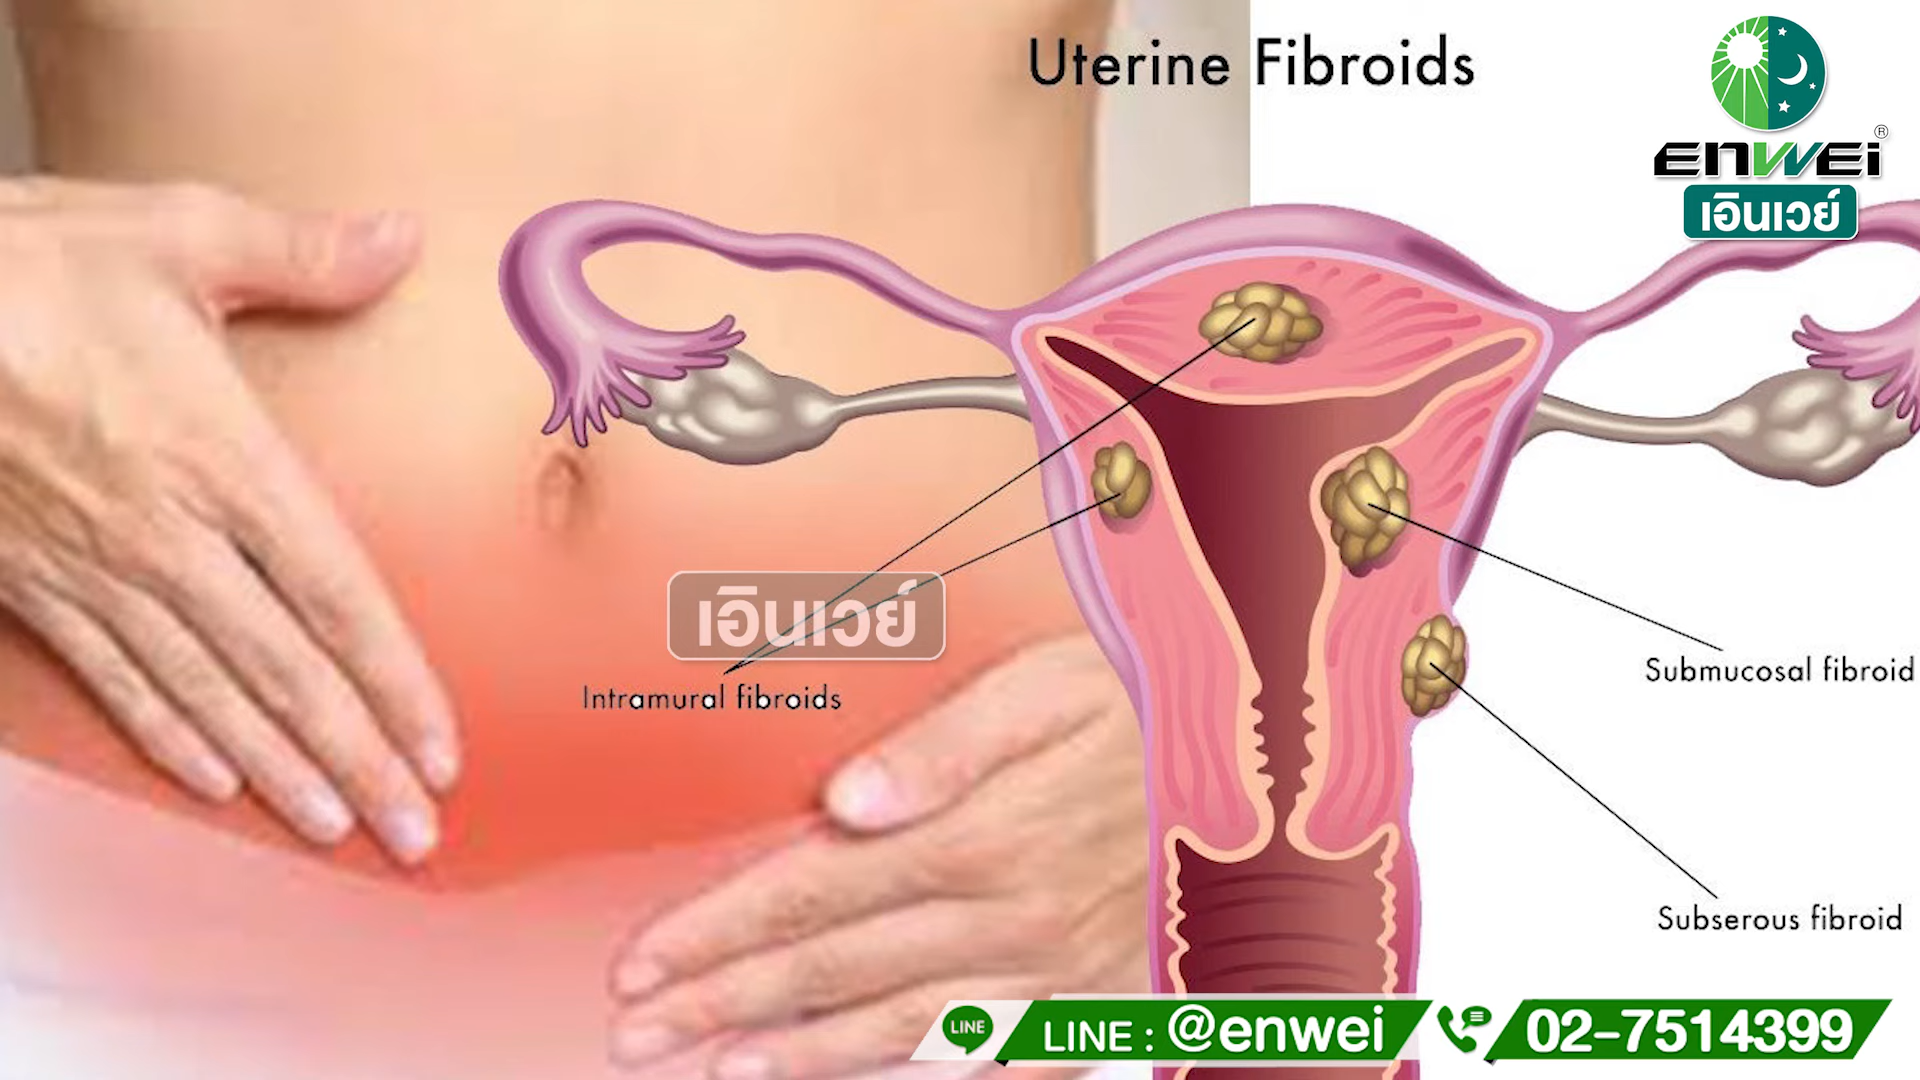 Uterine Fibroids
®
enwei
เอินเวย์
เอินเวย์
Intramural fibroids
Submucosal fibroid
Subserous fibroid
LINE
LINE : @enwei
02-7514399